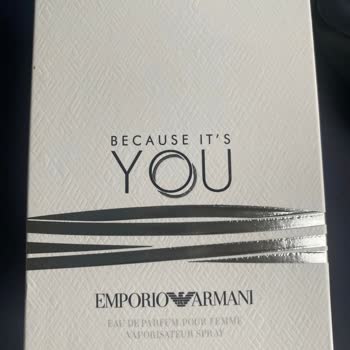 BECAUSE IT'S
YOU
EMPORIO ARMANI
EAU DE PARFUM POUR FEMME
VAPORISATEUR SPRAY